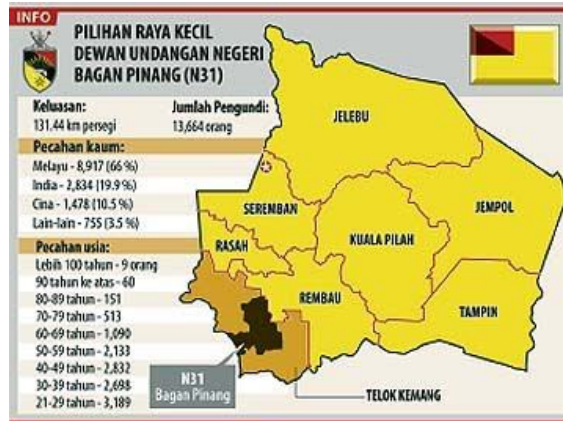 INFO
PILIHAN RAYA KECIL
DEWAN UNDANGAN NEGERI
BAGAN PINANG (N31)
Keluasan:
131.44 km persegi
Jumlah Pengundi:
13,664 orang
Pecahan kaum:
Melayu - 8,917 (66 %)
India - 2,834 (19.9 %)
Cina - 1,478 (10.5 %)
Lain-lain - 755 (3.5 %)
Pecahan usia:
Lebih 100 tahun - 9 orang
90 tahun ke atas - 60
80-89 tahun - 151
70-79 tahun - 513
60-69 tahun - 1,090
50-59 tahun - 2,133
40-49 tahun - 2,832
30-39 tahun - 2,698
21-29 tahun - 3,189
JELEBU
SEREMBAN
JEMPOL
RASAH
KUALA PILAH
REMBAU
TAMPIN
N31
Bagan Pinang
TELOK KEMANG